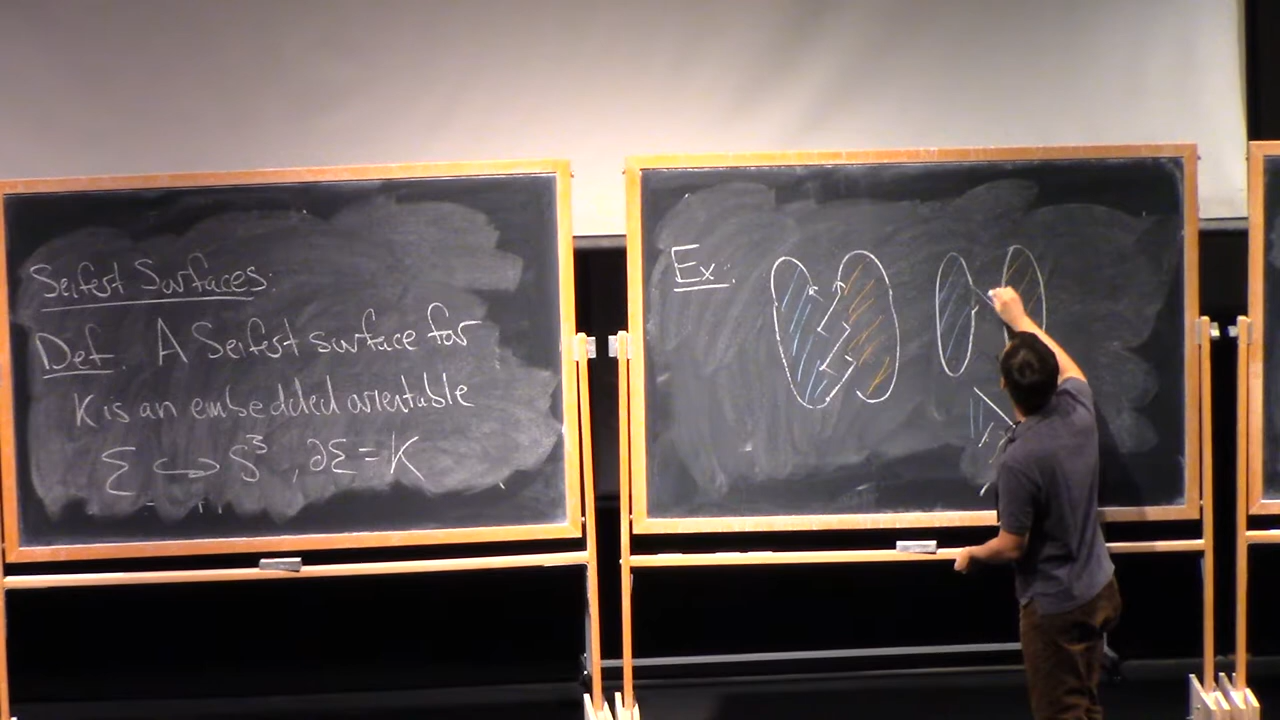 Seifert Surfaces:
Def. A Seifert surface for
K is an embedded orientable
Σ ↪ S³, ∂Σ = K
Ex: